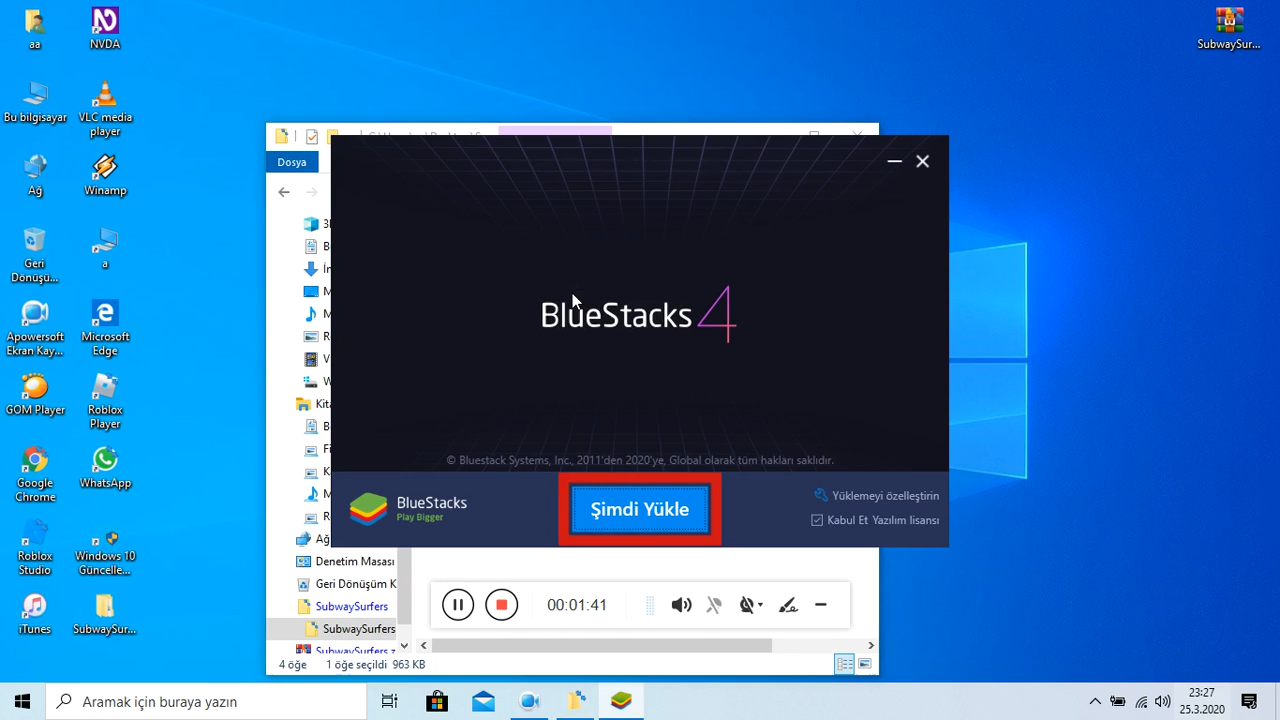 aa
NVDA
SubwaySur...
Bu bilgisayar
VLC media
player
Ağ
Winamp
Geri
Dönüşü...
a
Apowersoft
Ekran Kay...
Microsoft
Edge
GOM Player
Roblox
Player
Google
Chrome
WhatsApp
Roblox
Studio
Windows 10
Güncelle...
iTunes
SubwaySur...
Dosya
BlueStacks 4
© Bluestack Systems, Inc., 2011'den 2020'ye, Global olarak tüm hakları saklıdır.
BlueStacks
Play Bigger
Şimdi Yükle
Yüklemeyi özelleştirin
Kabul Et Yazılım lisansı
Denetim Masası
Geri Dönüşüm K
SubwaySurfers
SubwaySurfers
SubwaySurfers z
00:01:41
4 öğe
1 öğe seçildi 963 KB
Aramak için buraya yazın
23:27
25.3.2020